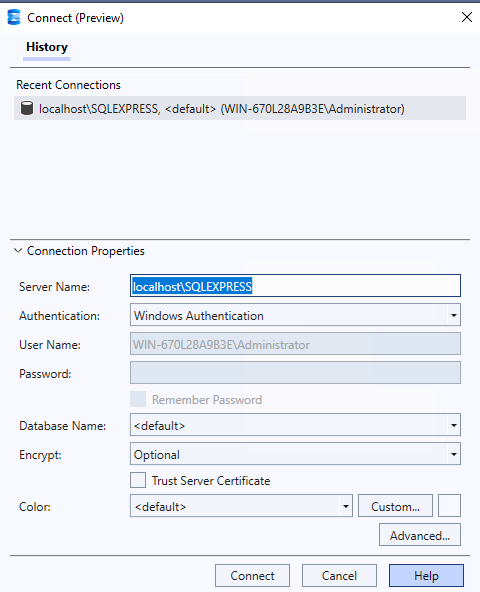 Connect (Preview)
History
Recent Connections
localhost\SQLEXPRESS, <default> (WIN-670L28A9B3E\Administrator)
Connection Properties
Server Name: localhost\SQLEXPRESS
Authentication: Windows Authentication
User Name: WIN-670L28A9B3E\Administrator
Password:
Remember Password
Database Name: <default>
Encrypt: Optional
Trust Server Certificate
Color: <default> Custom...
Advanced...
Connect Cancel Help